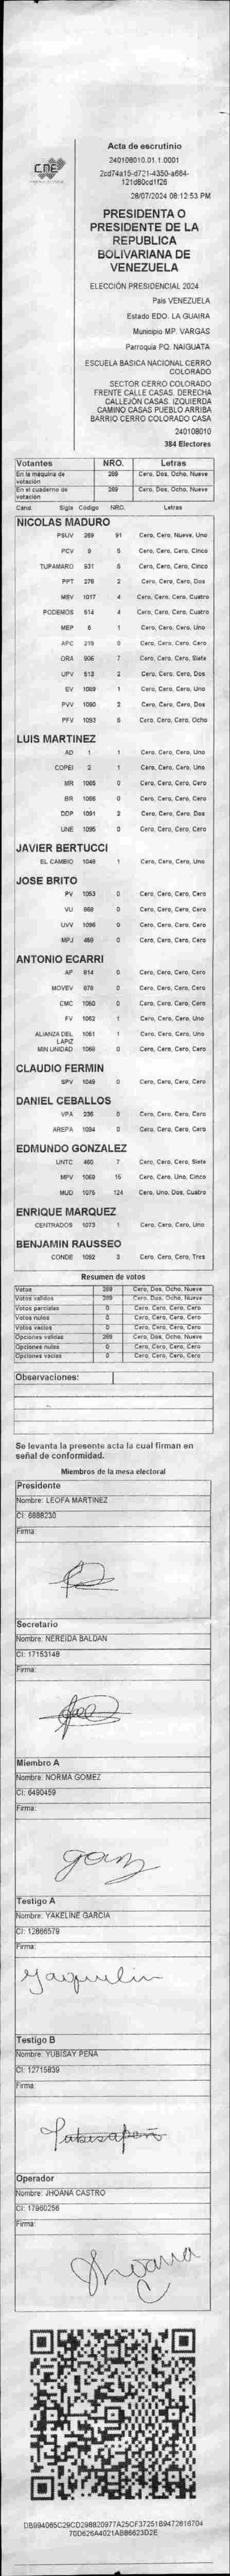 CNE
Acta de escrutinio
240108010.01.1.0001
2cd74a15-d721-4350-a664-
121d80cd1f26
28/07/2024 08:12:53 PM
PRESIDENTA O
PRESIDENTE DE LA
REPUBLICA
BOLIVARIANA DE
VENEZUELA
ELECCIÓN PRESIDENCIAL 2024
País VENEZUELA
Estado EDO. LA GUAIRA
Municipio MP. VARGAS
Parroquia PQ. NAIGUATA
ESCUELA BÁSICA NACIONAL CERRO
COLORADO
SECTOR CERRO COLORADO
FRENTE CALLE CASAS. DERECHA
CALLEJÓN CASAS. IZQUIERDA
CAMINO CASAS PUEBLO ARRIBA
BARRIO CERRO COLORADO CASA
240108010
384 Electores
Votantes NRO. Letras
En la máquina de votación 269 Cero, Dos, Ocho, Nueve
En el cuaderno de votación 289 Cero, Dos, Ocho, Nueve
Cand. Sigla Código NRO. Letras
NICOLAS MADURO
PSUV 269 91 Cero, Cero, Nueve, Uno
PCV 9 5 Cero, Cero, Cero, Cinco
TUPAMARO 931 5 Cero, Cero, Cero, Cinco
PPT 278 2 Cero, Cero, Cero, Dos
MSV 1017 4 Cero, Cero, Cero, Cuatro
PODEMOS 514 4 Cero, Cero, Cero, Cuatro
MEP 6 1 Cero, Cero, Cero, Uno
APC 219 0 Cero, Cero, Cero, Cero
ORA 906 7 Cero, Cero, Cero, Siete
UPV 513 2 Cero, Cero, Cero, Dos
EV 1089 1 Cero, Cero, Cero, Uno
PVV 1090 2 Cero, Cero, Cero, Dos
PFV 1093 8 Cero, Cero, Cero, Ocho
LUIS MARTINEZ
AD 1 1 Cero, Cero, Cero, Uno
COPEI 2 1 Cero, Cero, Cero, Uno
MR 1065 0 Cero, Cero, Cero, Cero
BR 1066 0 Cero, Cero, Cero, Cero
DDP 1091 2 Cero, Cero, Cero, Dos
UNE 1095 0 Cero, Cero, Cero, Cero
JAVIER BERTUCCI
EL CAMBIO 1048 1 Cero, Cero, Cero, Uno
JOSE BRITO
PV 1053 0 Cero, Cero, Cero, Cero
VU 868 0 Cero, Cero, Cero, Cero
UVV 1096 0 Cero, Cero, Cero, Cero
MPJ 459 0 Cero, Cero, Cero, Cero
ANTONIO ECARRI
AP 814 0 Cero, Cero, Cero, Cero
MOVEV 878 0 Cero, Cero, Cero, Cero
CMC 1050 0 Cero, Cero, Cero, Cero
FV 1062 1 Cero, Cero, Cero, Uno
ALIANZA DEL LAPIZ 1061 1 Cero, Cero, Cero, Uno
MIN UNIDAD 1068 0 Cero, Cero, Cero, Cero
CLAUDIO FERMIN
SPV 1049 0 Cero, Cero, Cero, Cero
DANIEL CEBALLOS
VPA 236 0 Cero, Cero, Cero, Cero
AREPA 1094 0 Cero, Cero, Cero, Cero
EDMUNDO GONZALEZ
UNTC 460 7 Cero, Cero, Cero, Siete
MPV 1069 15 Cero, Cero, Uno, Cinco
MUD 1075 124 Cero, Uno, Dos, Cuatro
ENRIQUE MARQUEZ
CENTRADOS 1073 1 Cero, Cero, Cero, Uno
BENJAMIN RAUSSEO
CONDE 1052 3 Cero, Cero, Cero, Tres
Resumen de votos
Votos 289 Cero, Dos, Ocho, Nueve
Votos válidos 289 Cero, Dos, Ocho, Nueve
Votos parciales 0 Cero, Cero, Cero, Cero
Votos nulos 0 Cero, Cero, Cero, Cero
Votos vacíos 0 Cero, Cero, Cero, Cero
Opciones válidas 289 Cero, Dos, Ocho, Nueve
Opciones nulas 0 Cero, Cero, Cero, Cero
Opciones vacías 0 Cero, Cero, Cero, Cero
Observaciones:
Se levanta la presente acta la cual firman en
señal de conformidad.
Miembros de la mesa electoral
Presidente
Nombre: LEOFA MARTINEZ
CI: 6888230
Firma:
Secretario
Nombre: NEREIDA BALDAN
CI: 17153148
Firma:
Miembro A
Nombre: NORMA GOMEZ
CI: 6490459
Firma:
Testigo A
Nombre: YAKELINE GARCIA
CI: 12866579
Firma:
Testigo B
Nombre: YUBISAY PEÑA
CI: 12715839
Firma:
Operador
Nombre: JHOANA CASTRO
CI: 17960256
Firma:
Jhoana
DB994065C29CD298820977A25CF37251B9472616704
70D626A4021AB86623D2E